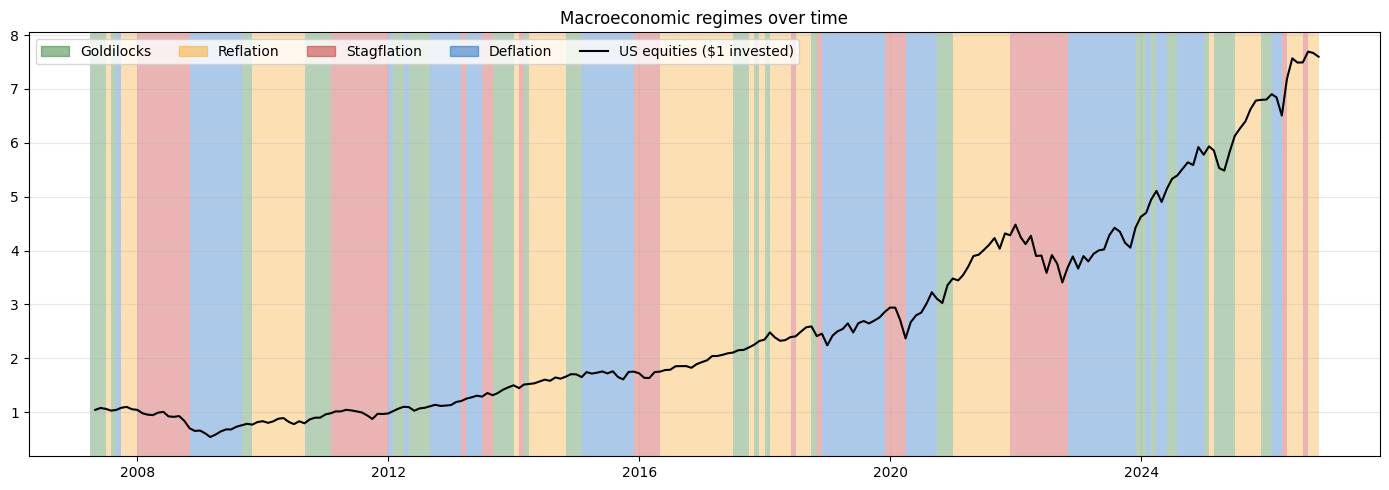 Macroeconomic regimes over time
Goldilocks Reflation Stagflation Deflation US equities ($1 invested)
8
7
6
5
4
3
2
1
2008 2012 2016 2020 2024